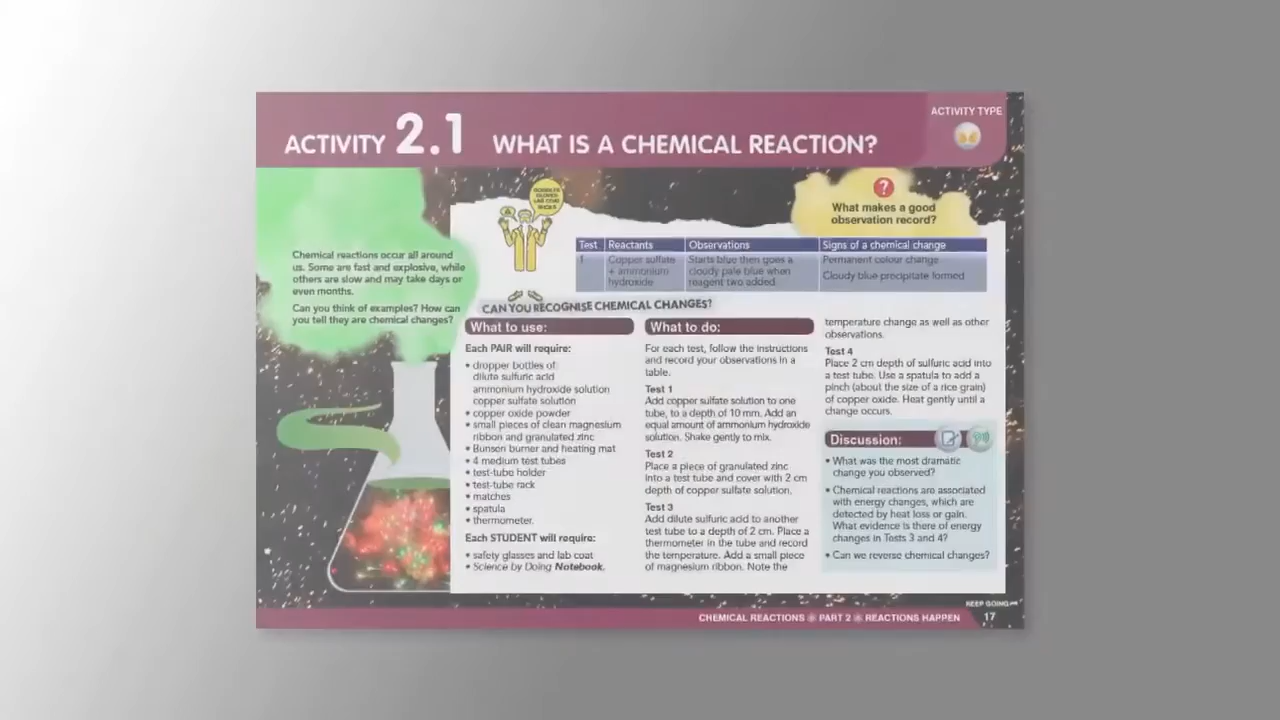 ACTIVITY 2.1 WHAT IS A CHEMICAL REACTION?
ACTIVITY TYPE
GOGGLES
GLOVES
LAB COAT
What makes a good
observation record?
Test Reactants Observations Signs of a chemical change
1 Copper sulfate Starts blue then goes a Permanent colour change
+ ammonium cloudy pale blue when Cloudy blue precipitate formed
hydroxide reagent two added.
Chemical reactions occur all around
us. Some are fast and explosive, while
others are slow and may take days or
even months.
Can you think of examples? How can
you tell they are chemical changes?
CAN YOU RECOGNISE CHEMICAL CHANGES?
What to use:
Each PAIR will require:
• dropper bottles of
dilute sulfuric acid
ammonium hydroxide solution
copper sulfate solution
• copper oxide powder
• small pieces of clean magnesium
ribbon and granulated zinc
• Bunsen burner and heating mat
• 4 medium test tubes
• test-tube holder
• test-tube rack
• matches
• spatula
• thermometer.
Each STUDENT will require:
• safety glasses and lab coat
• Science by Doing Notebook.
What to do:
For each test, follow the instructions
and record your observations in a
table.
Test 1
Add copper sulfate solution to one
tube, to a depth of 10 mm. Add an
equal amount of ammonium hydroxide
solution. Shake gently to mix.
Test 2
Place a piece of granulated zinc
into a test tube and cover with 2 cm
depth of copper sulfate solution.
Test 3
Add dilute sulfuric acid to another
test tube to a depth of 2 cm. Place a
thermometer in the tube and record
the temperature. Add a small piece
of magnesium ribbon. Note the
temperature change as well as other
observations.
Test 4
Place 2 cm depth of sulfuric acid into
a test tube. Use a spatula to add a
pinch (about the size of a rice grain)
of copper oxide. Heat gently until a
change occurs.
Discussion:
• What was the most dramatic
change you observed?
• Chemical reactions are associated
with energy changes, which are
detected by heat loss or gain.
What evidence is there of energy
changes in Tests 3 and 4?
• Can we reverse chemical changes?
KEEP GOING
CHEMICAL REACTIONS PART 2 REACTIONS HAPPEN 17